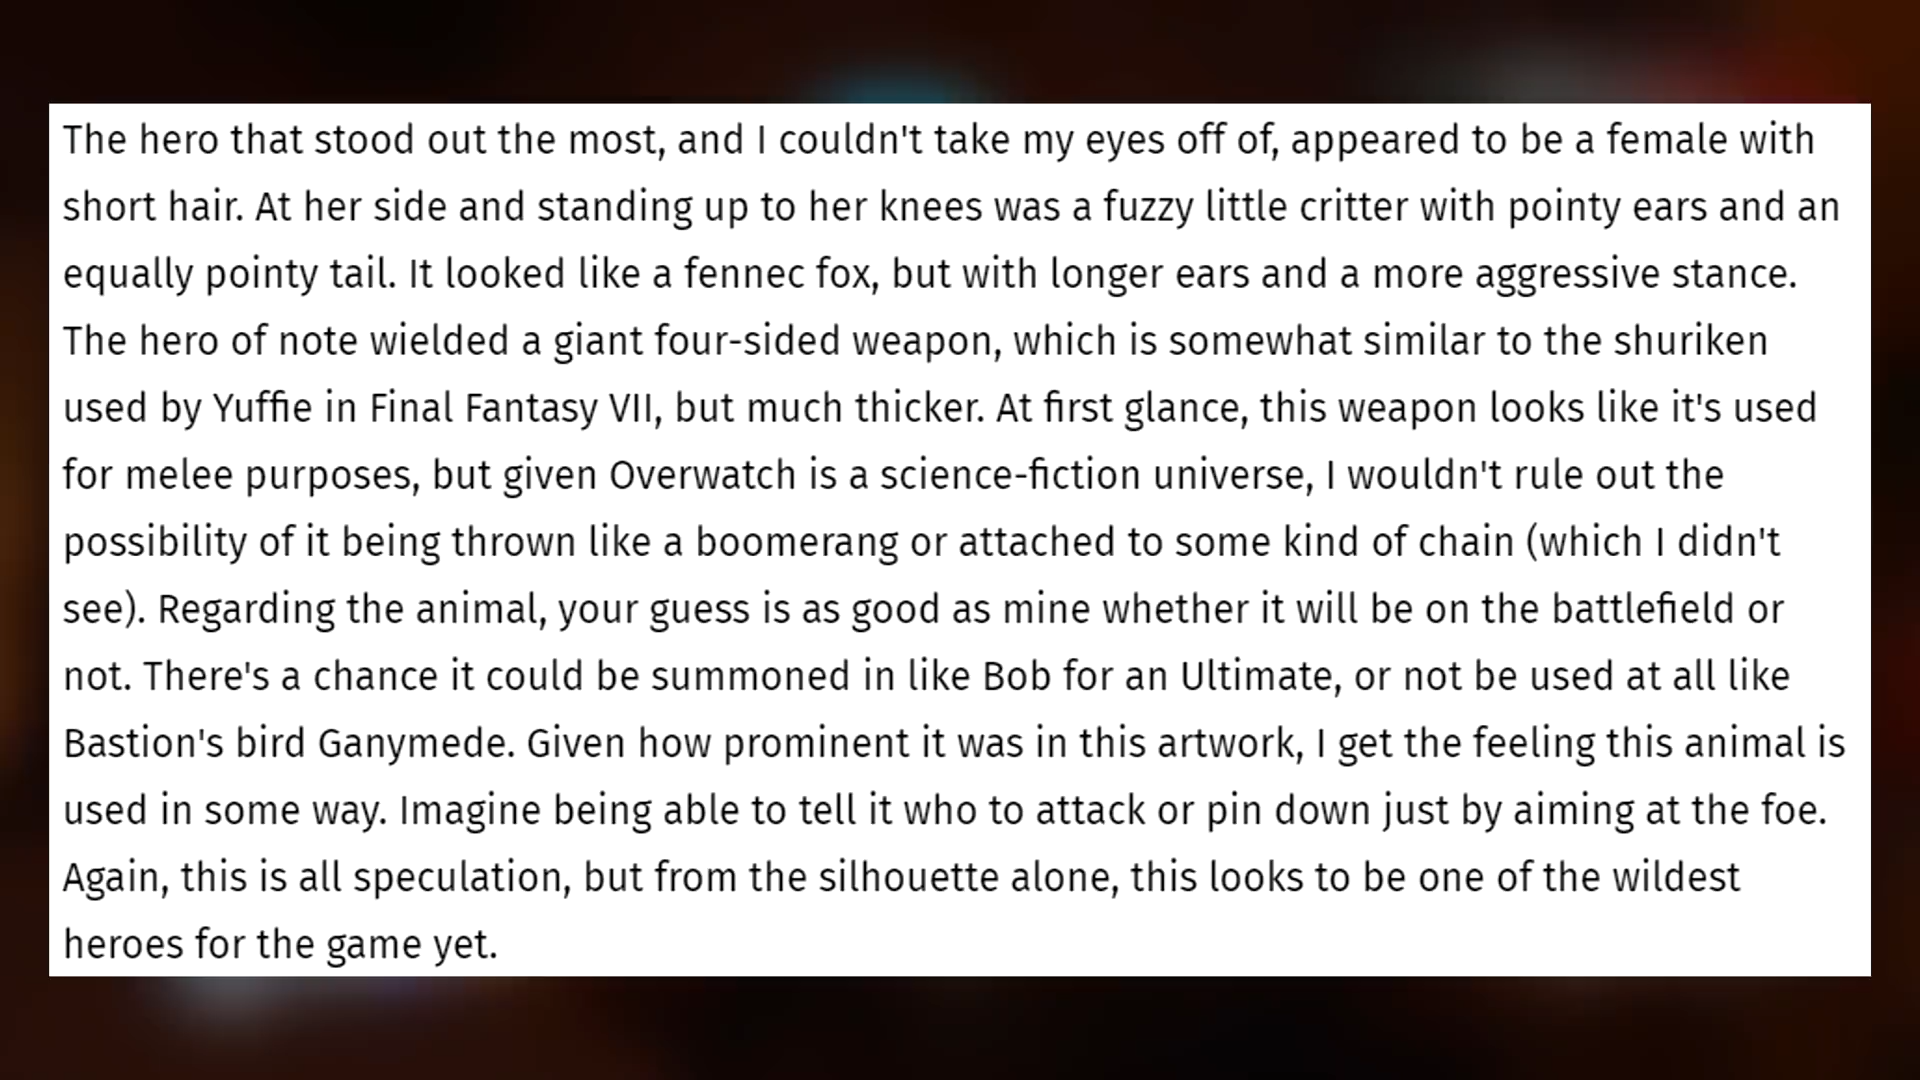 The hero that stood out the most, and I couldn't take my eyes off of, appeared to be a female with
short hair. At her side and standing up to her knees was a fuzzy little critter with pointy ears and an
equally pointy tail. It looked like a fennec fox, but with longer ears and a more aggressive stance.
The hero of note wielded a giant four-sided weapon, which is somewhat similar to the shuriken
used by Yuffie in Final Fantasy VII, but much thicker. At first glance, this weapon looks like it's used
for melee purposes, but given Overwatch is a science-fiction universe, I wouldn't rule out the
possibility of it being thrown like a boomerang or attached to some kind of chain (which I didn't
see). Regarding the animal, your guess is as good as mine whether it will be on the battlefield or
not. There's a chance it could be summoned in like Bob for an Ultimate, or not be used at all like
Bastion's bird Ganymede. Given how prominent it was in this artwork, I get the feeling this animal is
used in some way. Imagine being able to tell it who to attack or pin down just by aiming at the foe.
Again, this is all speculation, but from the silhouette alone, this looks to be one of the wildest
heroes for the game yet.